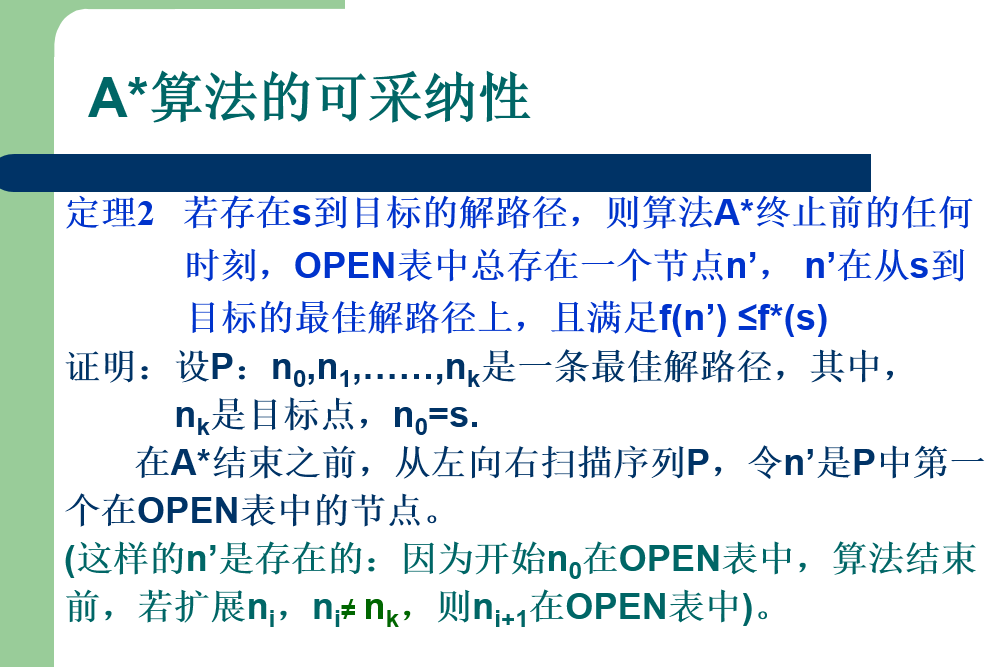 A*算法的可采纳性
定理2 若存在s到目标的解路径，则算法A*终止前的任何
时刻，OPEN表中总存在一个节点n’， n’在从s到
目标的最佳解路径上，且满足f(n’) ≤f*(s)
证明：设P：n₀,n₁,……,nₖ是一条最佳解路径，其中，
nₖ是目标点，n₀=s.
在A*结束之前，从左向右扫描序列P，令n’是P中第一
个在OPEN表中的节点。
(这样的n’是存在的：因为开始n₀在OPEN表中，算法结束
前，若扩展nᵢ，nᵢ≠ nₖ，则nᵢ₊₁在OPEN表中)。